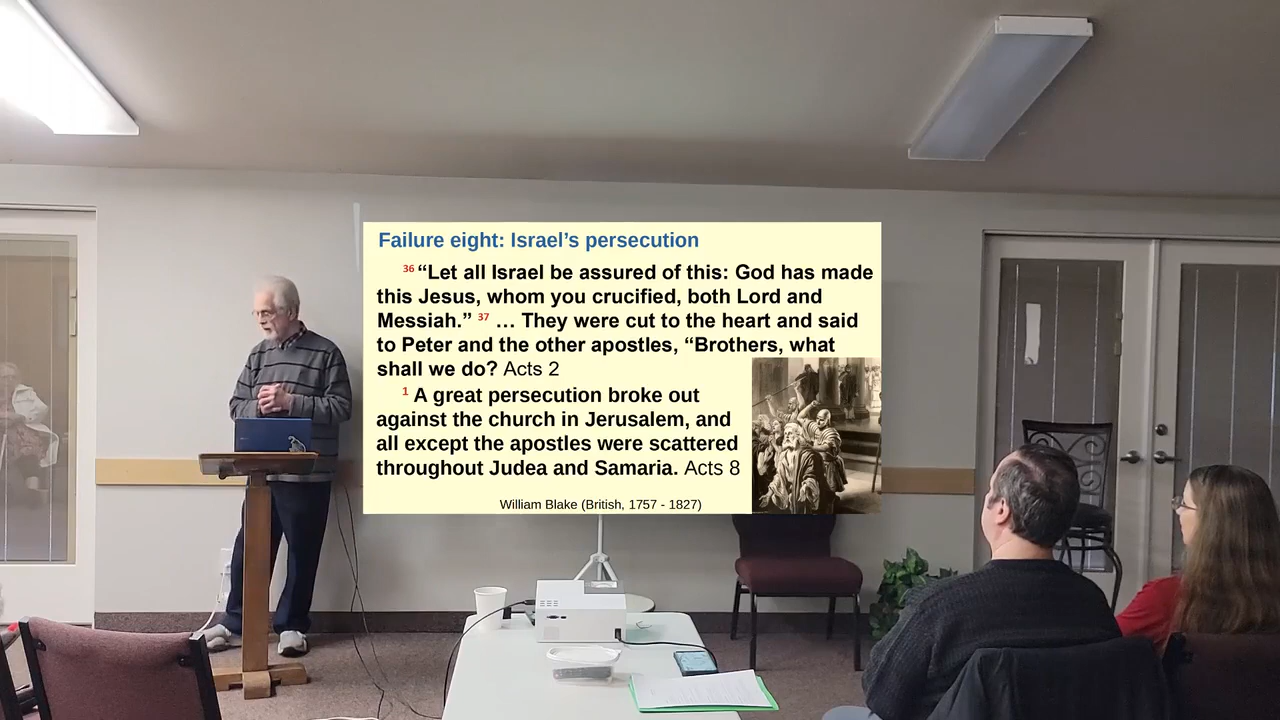 Failure eight: Israel’s persecution
36 “Let all Israel be assured of this: God has made
this Jesus, whom you crucified, both Lord and
Messiah.” 37 … They were cut to the heart and said
to Peter and the other apostles, “Brothers, what
shall we do? Acts 2
1 A great persecution broke out
against the church in Jerusalem, and
all except the apostles were scattered
throughout Judea and Samaria. Acts 8
William Blake (British, 1757 - 1827)